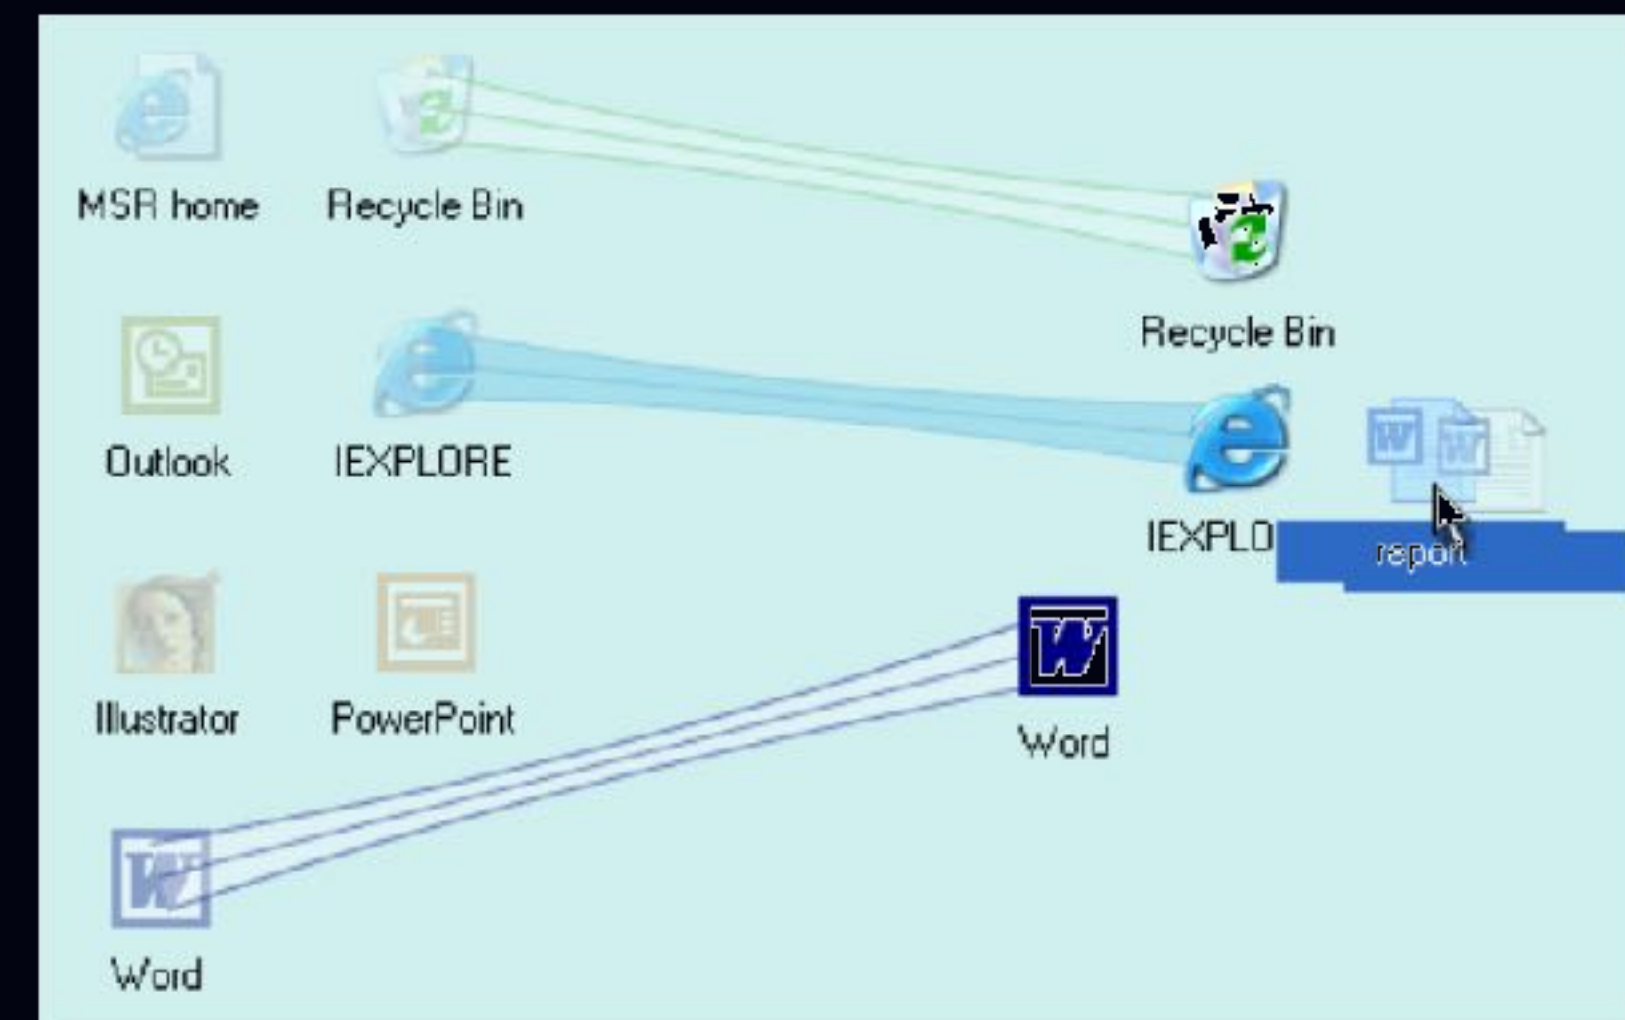 MSR home
Recycle Bin
Recycle Bin
Outlook
IEXPLORE
IEXPLO
report
Illustrator
PowerPoint
Word
Word